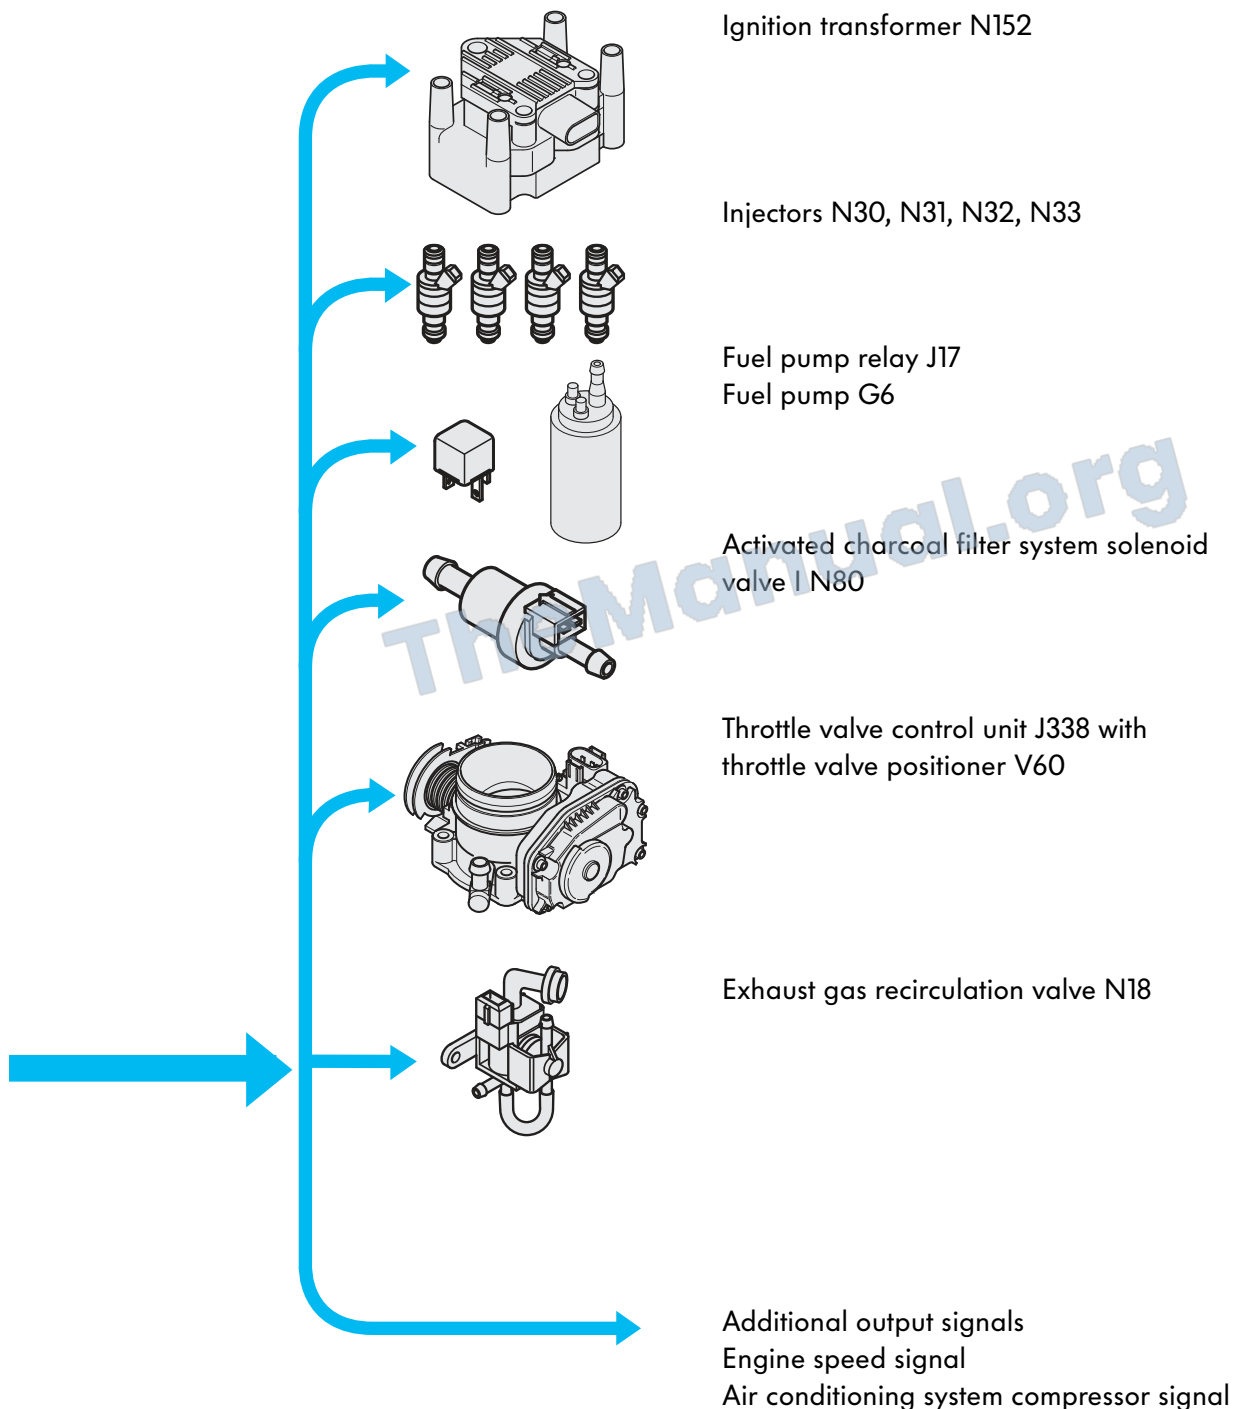 Ignition transformer N152
Injectors N30, N31, N32, N33
Fuel pump relay J17
Fuel pump G6
Activated charcoal filter system solenoid
valve I N80
TheManual.org
Throttle valve control unit J338 with
throttle valve positioner V60
Exhaust gas recirculation valve N18
Additional output signals
Engine speed signal
Air conditioning system compressor signal